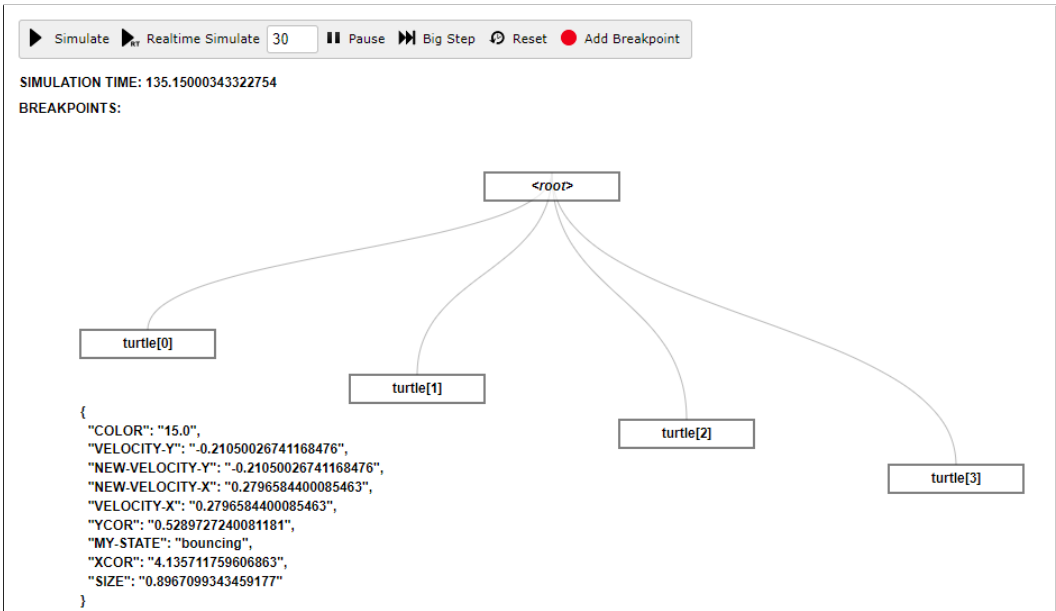 Simulate RT Realtime Simulate 30 Pause Big Step Reset Add Breakpoint
SIMULATION TIME: 135.15000343322754
BREAKPOINTS:
<root>
turtle[0]
turtle[1]
turtle[2]
turtle[3]
{
"COLOR": "15.0",
"VELOCITY-Y": "-0.21050026741168476",
"NEW-VELOCITY-Y": "-0.21050026741168476",
"NEW-VELOCITY-X": "0.2796584400085463",
"VELOCITY-X": "0.2796584400085463",
"YCOR": "0.5289727240081181",
"MY-STATE": "bouncing",
"XCOR": "4.135711759606863",
"SIZE": "0.8967099343459177"
}